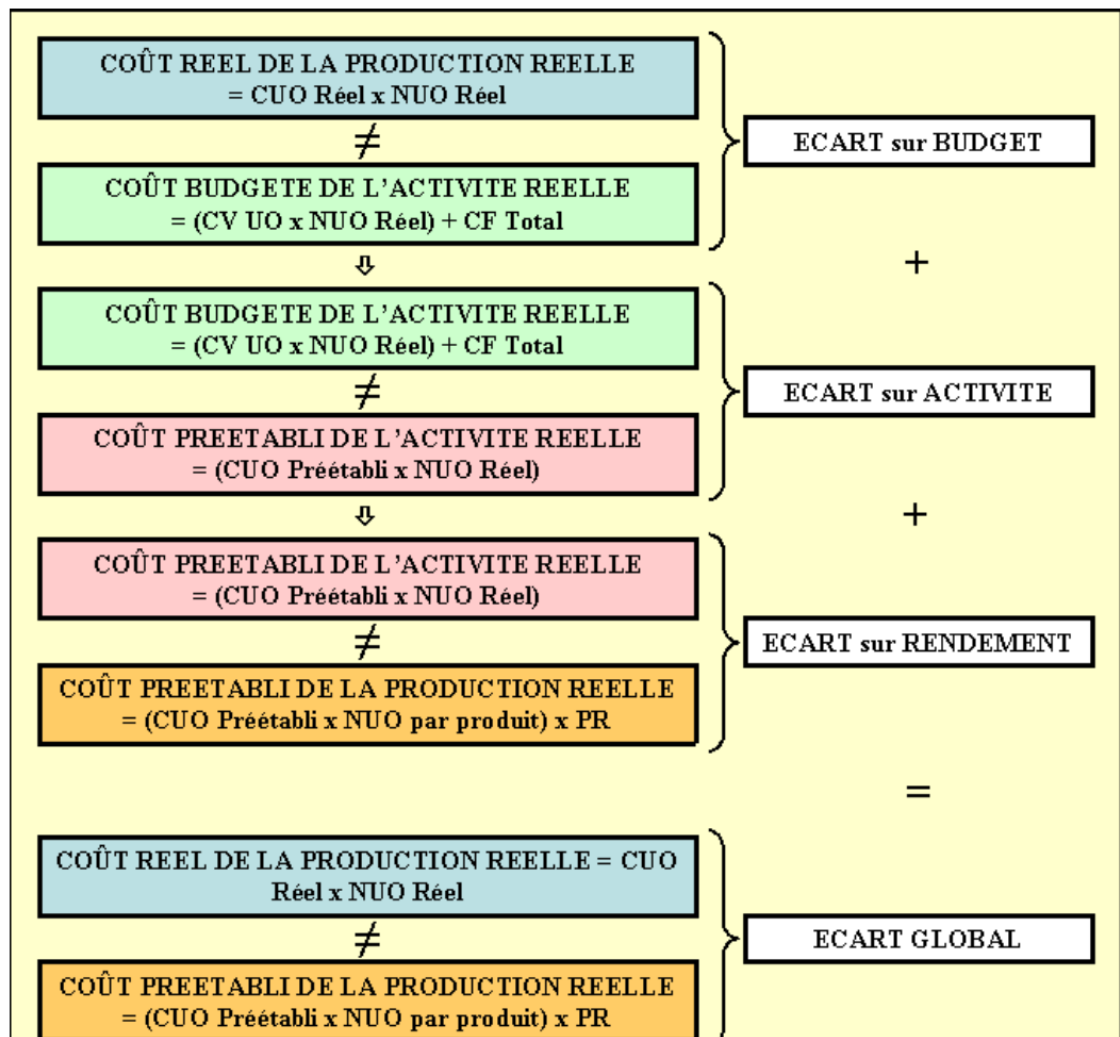 COÛT REEL DE LA PRODUCTION REELLE
= CUO Réel x NUO Réel
≠
ECART sur BUDGET
COÛT BUDGETE DE L'ACTIVITE REELLE
= (CV UO x NUO Réel) + CF Total
+
COÛT BUDGETE DE L'ACTIVITE REELLE
= (CV UO x NUO Réel) + CF Total
≠
ECART sur ACTIVITE
COÛT PREETABLI DE L'ACTIVITE REELLE
= (CUO Préétabli x NUO Réel)
+
COÛT PREETABLI DE L'ACTIVITE REELLE
= (CUO Préétabli x NUO Réel)
≠
ECART sur RENDEMENT
COÛT PREETABLI DE LA PRODUCTION REELLE
= (CUO Préétabli x NUO par produit) x PR
=
COÛT REEL DE LA PRODUCTION REELLE = CUO
Réel x NUO Réel
≠
ECART GLOBAL
COÛT PREETABLI DE LA PRODUCTION REELLE
= (CUO Préétabli x NUO par produit) x PR